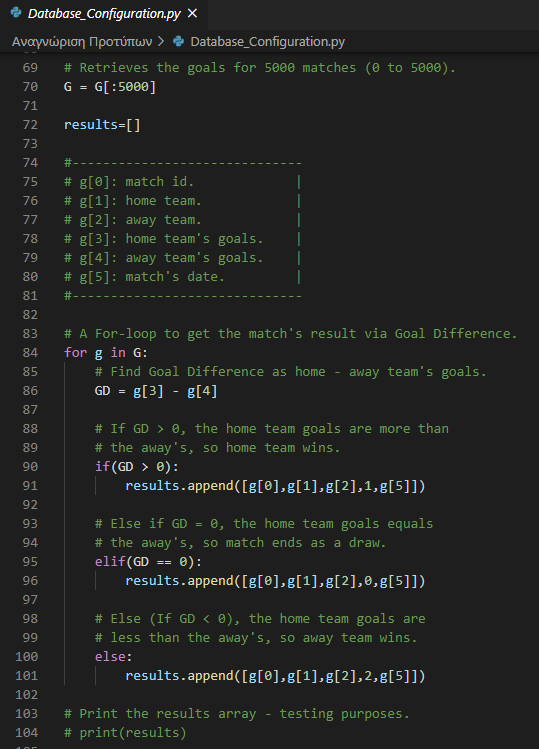 Database_Configuration.py ×
Αναγνώριση Προτύπων > Database_Configuration.py
69 # Retrieves the goals for 5000 matches (0 to 5000).
70 G = G[:5000]
71
72 results=[]
73
74 #------------------------------
75 # g[0]: match id. |
76 # g[1]: home team. |
77 # g[2]: away team. |
78 # g[3]: home team's goals. |
79 # g[4]: away team's goals. |
80 # g[5]: match's date. |
81 #------------------------------
82
83 # A For-loop to get the match's result via Goal Difference.
84 for g in G:
85 # Find Goal Difference as home - away team's goals.
86 GD = g[3] - g[4]
87
88 # If GD > 0, the home team goals are more than
89 # the away's, so home team wins.
90 if(GD > 0):
91 results.append([g[0],g[1],g[2],1,g[5]])
92
93 # Else if GD = 0, the home team goals equals
94 # the away's, so match ends as a draw.
95 elif(GD == 0):
96 results.append([g[0],g[1],g[2],0,g[5]])
97
98 # Else (If GD < 0), the home team goals are
99 # less than the away's, so away team wins.
100 else:
101 results.append([g[0],g[1],g[2],2,g[5]])
102
103 # Print the results array - testing purposes.
104 # print(results)